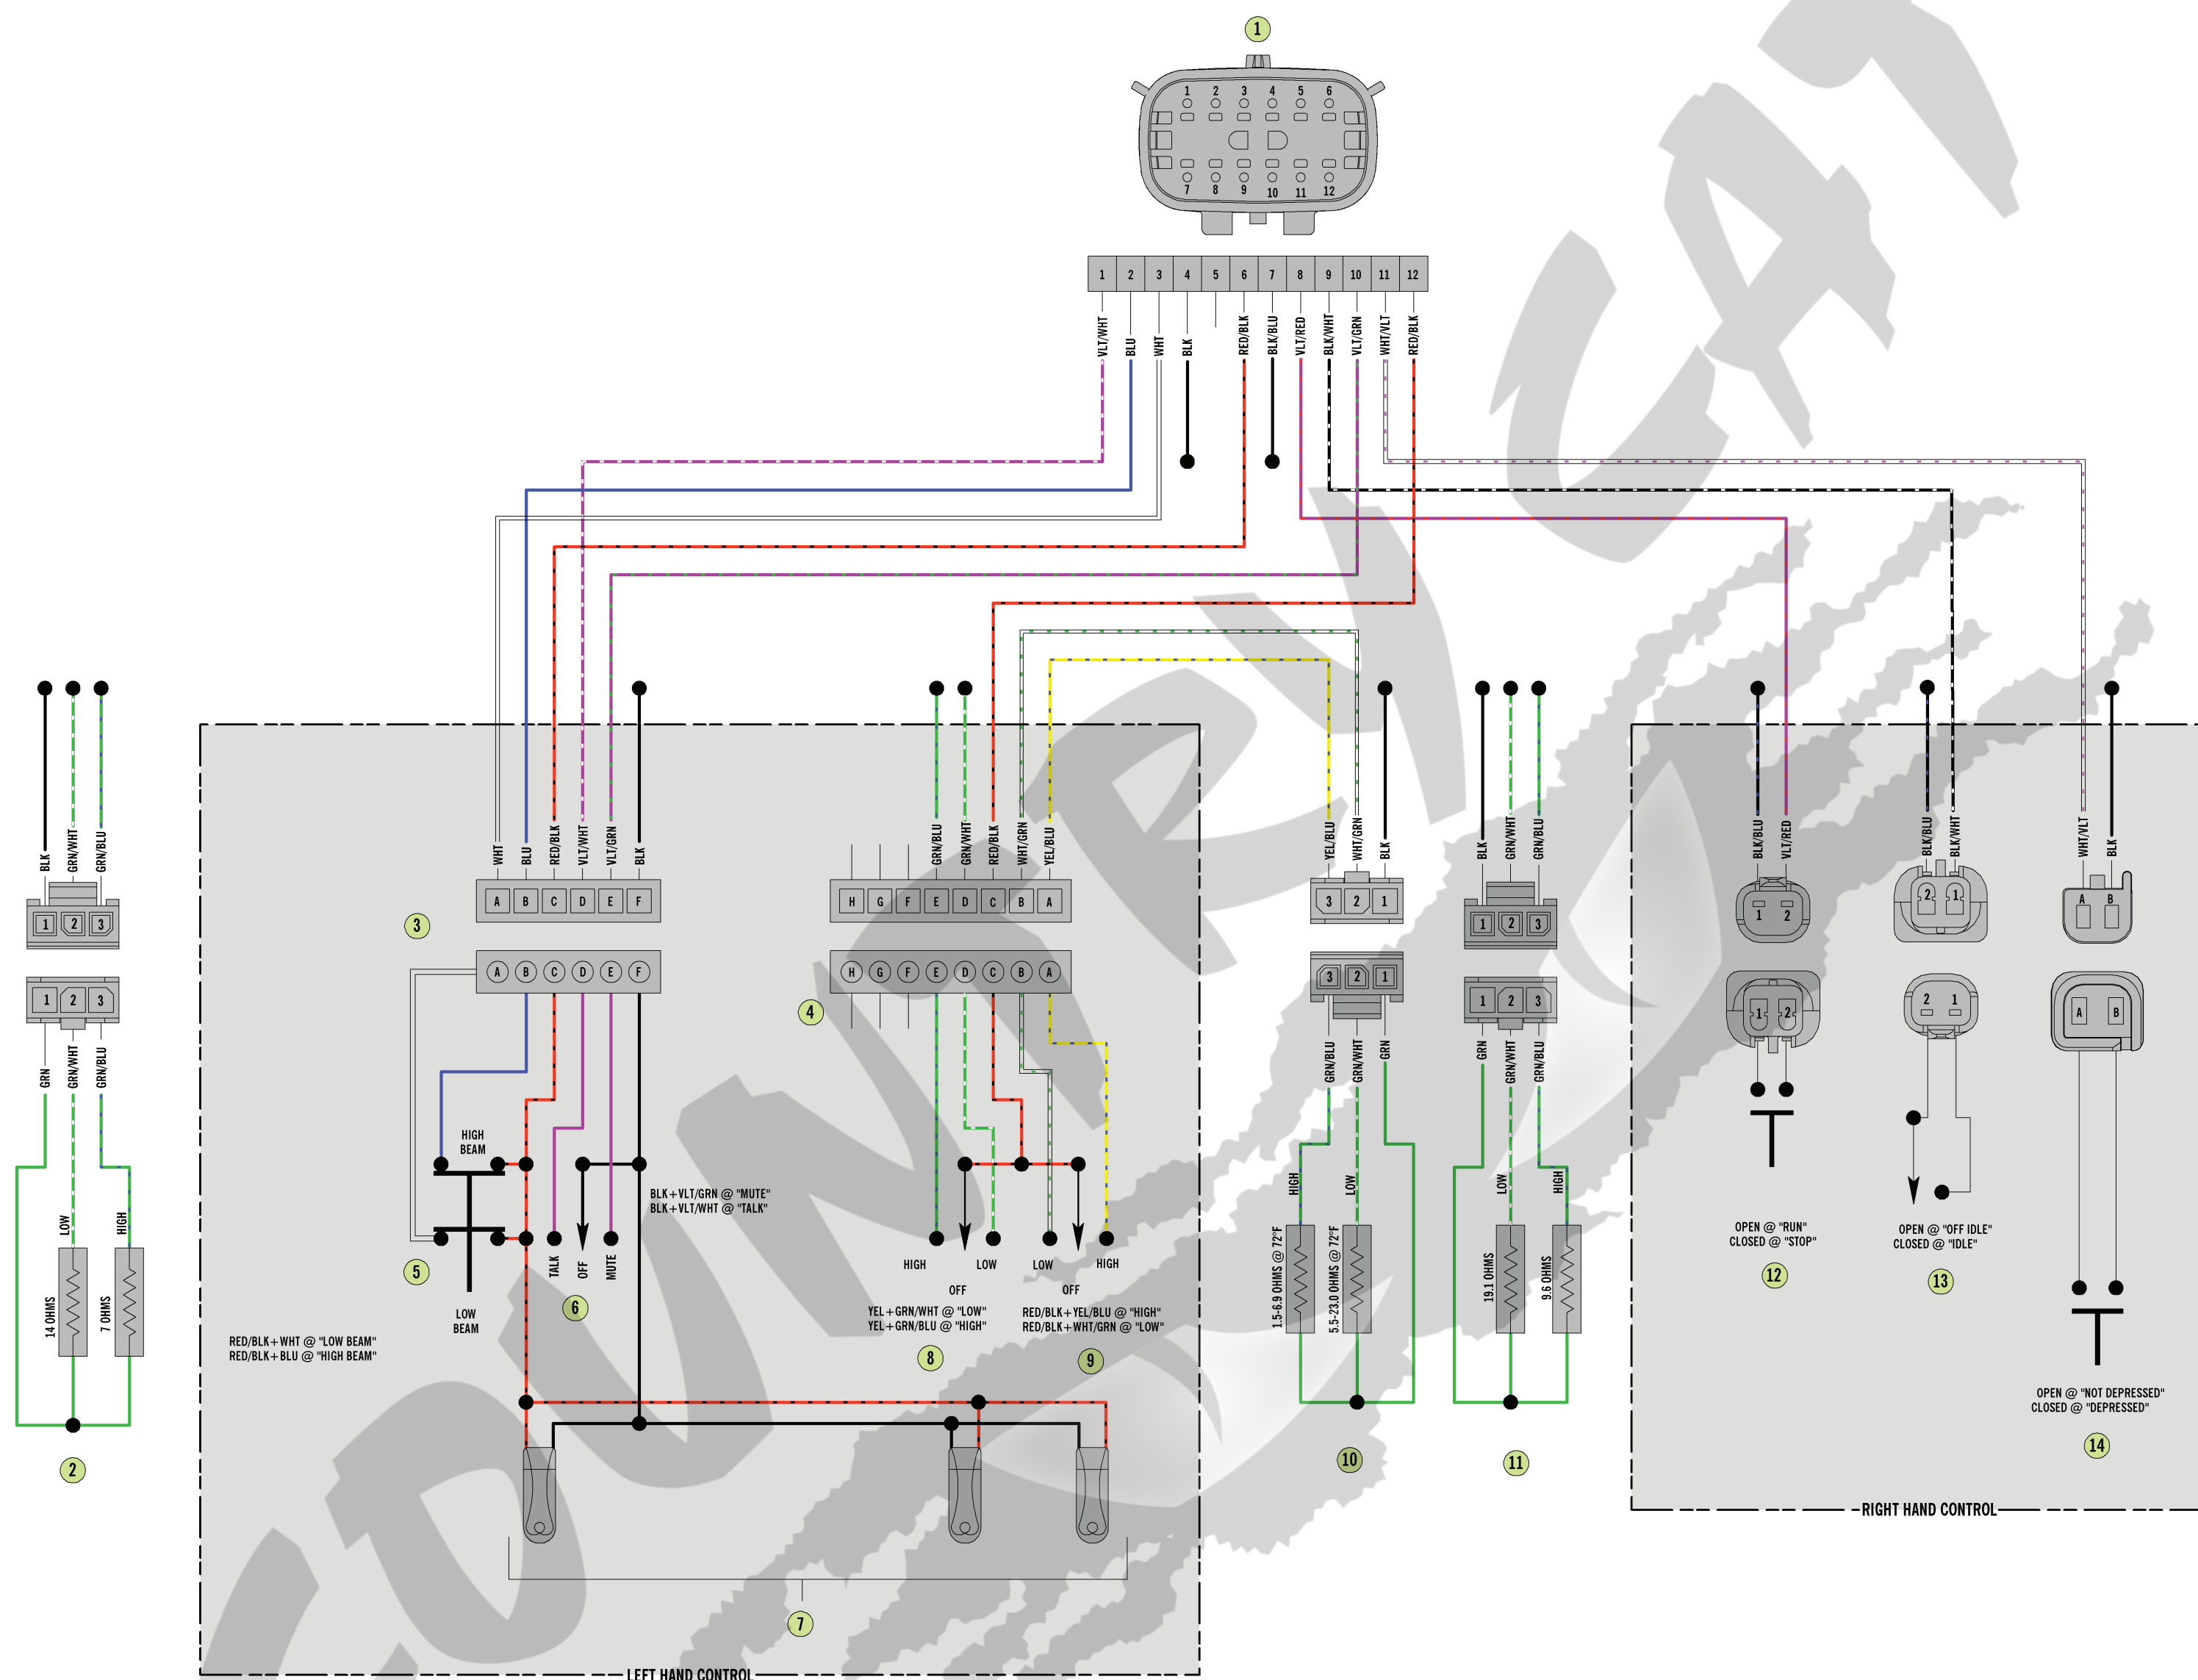 1
1 2 3 4 5 6
7 8 9 10 11 12
1 2 3 4 5 6 7 8 9 10 11 12
VLT/WHT
BLU
WHT
BLK
RED/BLK
BLK/BLU
VLT/RED
BLK/WHT
VLT/GRN
WHT/VLT
RED/BLK
BLK
GRN/WHT
GRN/BLU
1 2 3
1 2 3
GRN
GRN/WHT
GRN/BLU
LOW
HIGH
14 OHMS
7 OHMS
2
WHT
BLU
RED/BLK
VLT/WHT
VLT/GRN
BLK
A B C D E F
3
A B C D E F
HIGH
BEAM
LOW
BEAM
5
RED/BLK+WHT @ "LOW BEAM"
RED/BLK+BLU @ "HIGH BEAM"
BLK+VLT/GRN @ "MUTE"
BLK+VLT/WHT @ "TALK"
TALK
OFF
MUTE
6
GRN/BLU
GRN/WHT
RED/BLK
WHT/GRN
YEL/BLU
H G F E D C B A
H G F E D C B A
4
HIGH
LOW
OFF
YEL+GRN/WHT @ "LOW"
YEL+GRN/BLU @ "HIGH"
8
LOW
HIGH
OFF
RED/BLK+YEL/BLU @ "HIGH"
RED/BLK+WHT/GRN @ "LOW"
9
7
LEFT HAND CONTROL
YEL/BLU
WHT/GRN
BLK
3 2 1
3 2 1
GRN/BLU
GRN/WHT
GRN
HIGH
LOW
1.5-6.9 OHMS @ 72°F
5.5-23.0 OHMS @ 72°F
10
BLK
GRN/WHT
GRN/BLU
1 2 3
1 2 3
GRN
GRN/WHT
GRN/BLU
LOW
HIGH
19.1 OHMS
9.6 OHMS
11
BLK/BLU
VLT/RED
1 2
1 2
OPEN @ "RUN"
CLOSED @ "STOP"
12
BLK/BLU
BLK/WHT
2 1
2 1
OPEN @ "OFF IDLE"
CLOSED @ "IDLE"
13
WHT/VLT
BLK
A B
A B
OPEN @ "NOT DEPRESSED"
CLOSED @ "DEPRESSED"
14
RIGHT HAND CONTROL
COUNTRY CAT